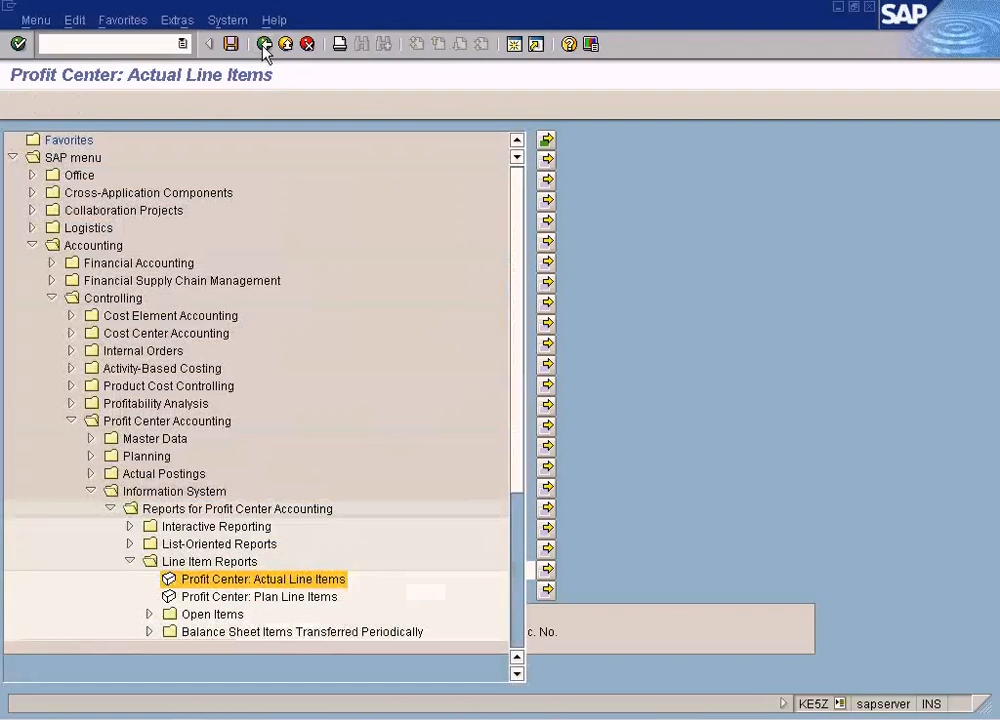 Menu Edit Favorites Extras System Help
SAP
Profit Center: Actual Line Items
Favorites
SAP menu
Office
Cross-Application Components
Collaboration Projects
Logistics
Accounting
Financial Accounting
Financial Supply Chain Management
Controlling
Cost Element Accounting
Cost Center Accounting
Internal Orders
Activity-Based Costing
Product Cost Controlling
Profitability Analysis
Profit Center Accounting
Master Data
Planning
Actual Postings
Information System
Reports for Profit Center Accounting
Interactive Reporting
List-Oriented Reports
Line Item Reports
Profit Center: Actual Line Items
Profit Center: Plan Line Items
Open Items
Balance Sheet Items Transferred Periodically
c. No.
KE5Z sapserver INS